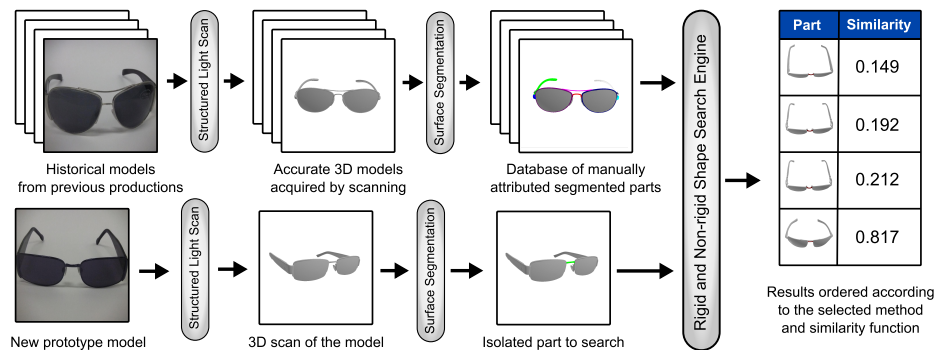 Structured Light Scan
Surface Segmentation
Historical models
from previous productions
Accurate 3D models
acquired by scanning
Database of manually
attributed segmented parts
Structured Light Scan
Surface Segmentation
New prototype model
3D scan of the model
Isolated part to search
Rigid and Non-rigid Shape Search Engine
Part Similarity
0.149
0.192
0.212
0.817
Results ordered according
to the selected method
and similarity function